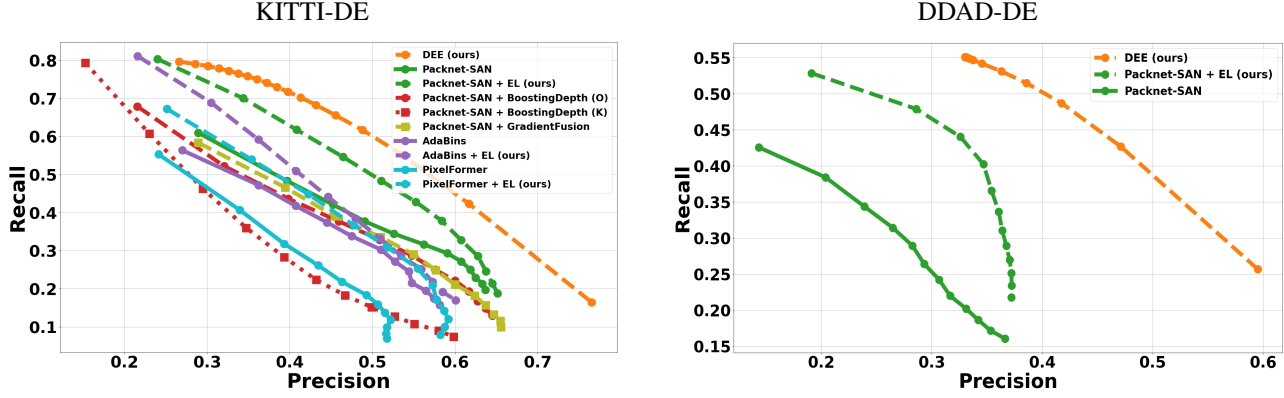 KITTI-DE
DDAD-DE
0.8
0.7
0.6
0.5
0.4
0.3
0.2
0.1
Recall
DEE (ours)
Packnet-SAN
Packnet-SAN + EL (ours)
Packnet-SAN + BoostingDepth (O)
Packnet-SAN + BoostingDepth (K)
Packnet-SAN + GradientFusion
AdaBins
AdaBins + EL (ours)
PixelFormer
PixelFormer + EL (ours)
0.2 0.3 0.4 0.5 0.6 0.7
Precision
0.55
0.50
0.45
0.40
0.35
0.30
0.25
0.20
0.15
Recall
DEE (ours)
Packnet-SAN + EL (ours)
Packnet-SAN
0.2 0.3 0.4 0.5 0.6
Precision